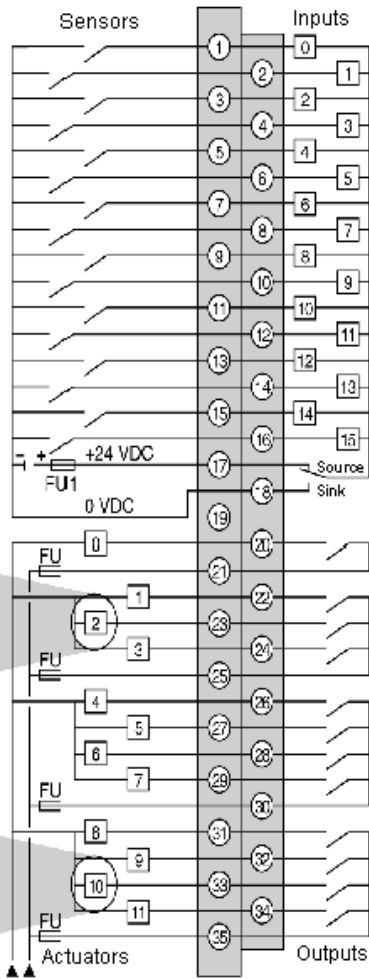 Sensors Inputs
1 0
2 1
3 2
4 3
5 4
6 5
7 6
8 7
9 8
10 9
11 10
12 11
13 12
14 13
15 14
16 15
- + +24 VDC 17 Source
FU1
18 Sink
0 VDC
19
0 20
FU 21
1 22
2 23
3 24
FU 25
4 26
5 27
6 28
7 29
FU 30
8 31
9 32
10 33
11 34
FU 35
Actuators Outputs